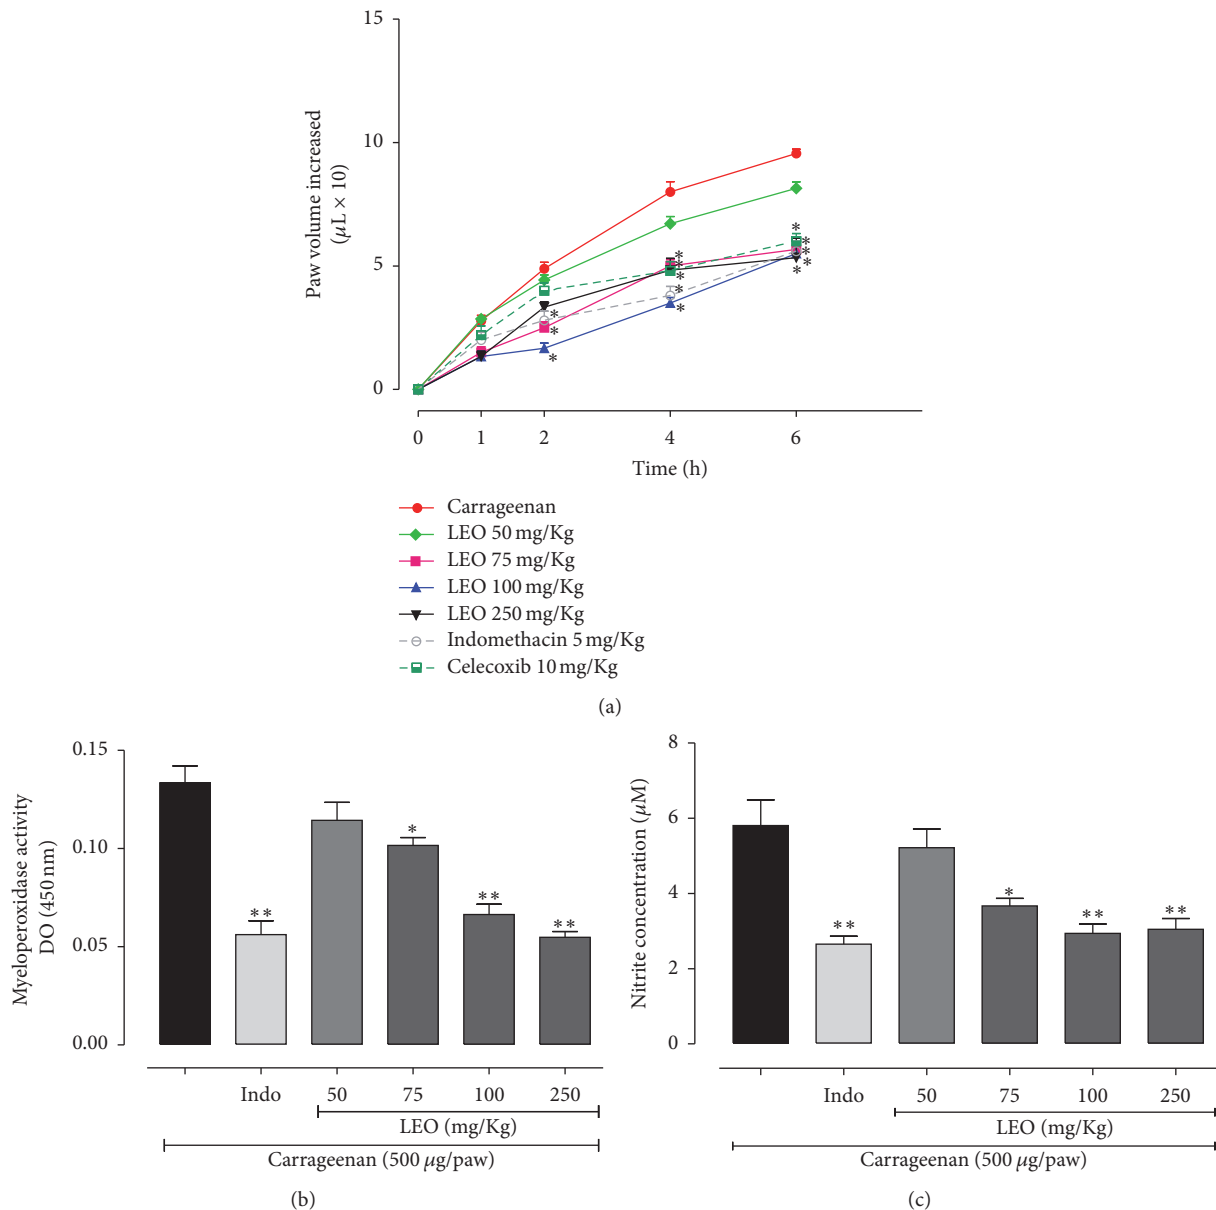 15
10
5
0
Paw volume increased
(μL × 10)
* * * * * * * * * * * * *
0 1 2 4 6
Time (h)
Carrageenan
LEO 50 mg/Kg
LEO 75 mg/Kg
LEO 100 mg/Kg
LEO 250 mg/Kg
Indomethacin 5 mg/Kg
Celecoxib 10 mg/Kg
(a)
0.15
0.10
0.05
0.00
Myeloperoxidase activity
DO (450 nm)
** * ** **
Indo 50 75 100 250
LEO (mg/Kg)
Carrageenan (500 μg/paw)
(b)
8
6
4
2
0
Nitrite concentration (μM)
** * ** **
Indo 50 75 100 250
LEO (mg/Kg)
Carrageenan (500 μg/paw)
(c)